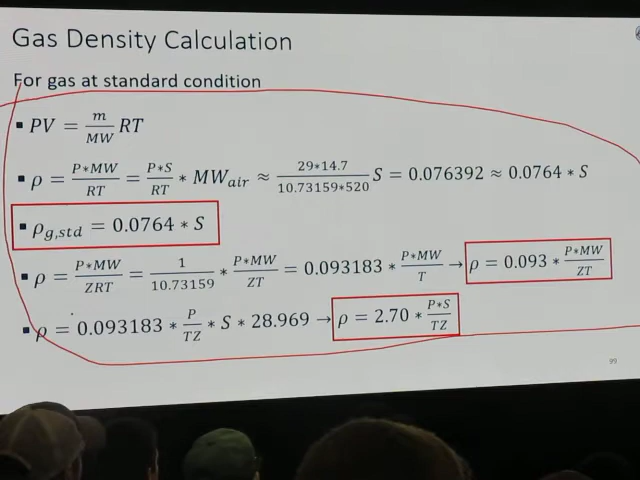 Gas Density Calculation
For gas at standard condition
▪ PV = m/MW RT
▪ ρ = P∗MW/RT = P∗S/RT ∗ MW_air ≈ 29∗14.7/10.73159∗520 S = 0.076392 ≈ 0.0764 ∗ S
▪ ρ_g,std = 0.0764 ∗ S
▪ ρ = P∗MW/ZRT = 1/10.73159 ∗ P∗MW/ZT = 0.093183 ∗ P∗MW/T → ρ = 0.093 ∗ P∗MW/ZT
▪ ρ = 0.093183 ∗ P/TZ ∗ S ∗ 28.969 → ρ = 2.70 ∗ P∗S/TZ
99